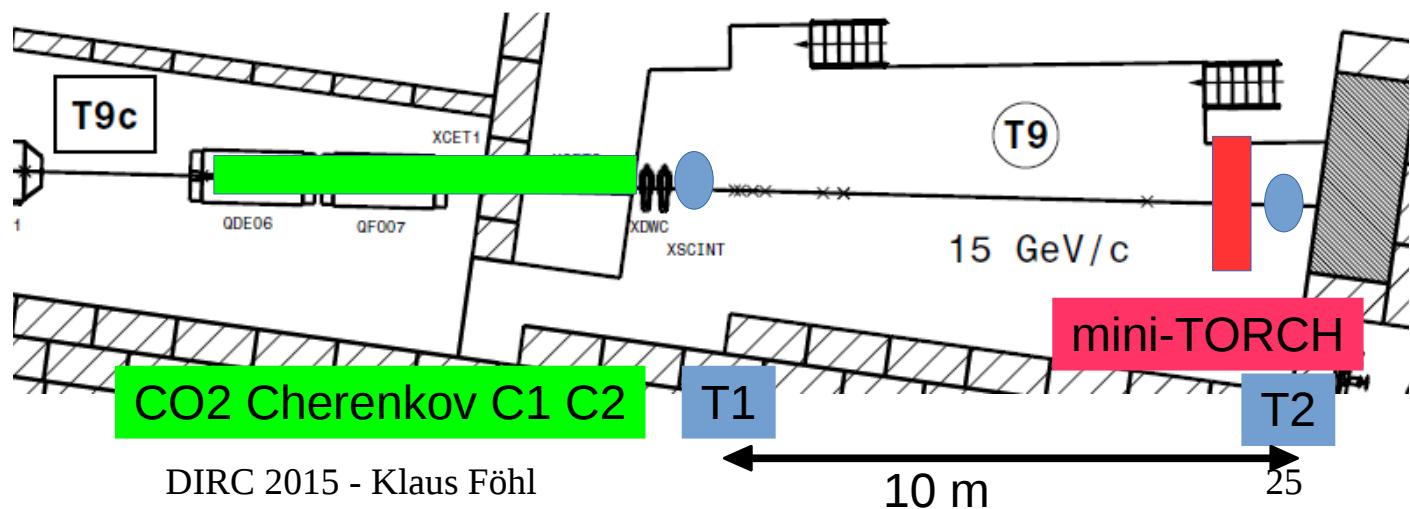 T9c
XCET1
T9
QDE06
QF007
XDWC
XSCINT
1
15 GeV/c
mini-TORCH
CO2 Cherenkov C1 C2
T1
T2
DIRC 2015 - Klaus Föhl
10 m
25